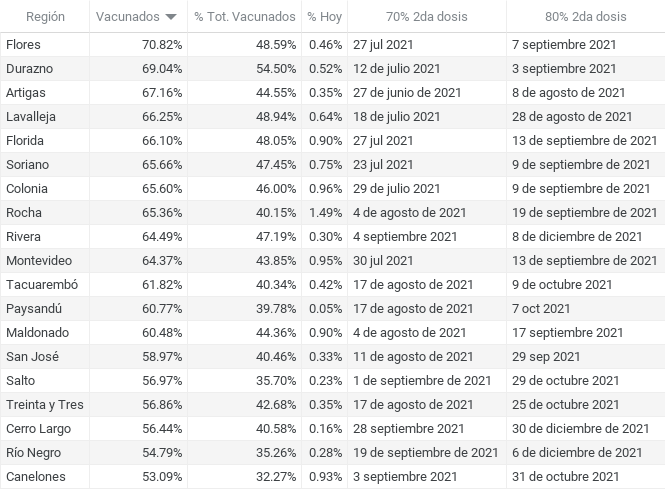 Región Vacunados % Tot. Vacunados % Hoy 70% 2da dosis 80% 2da dosis
Flores 70.82% 48.59% 0.46% 27 jul 2021 7 septiembre 2021
Durazno 69.04% 54.50% 0.52% 12 de julio 2021 3 septiembre 2021
Artigas 67.16% 44.55% 0.35% 27 de junio de 2021 8 de agosto de 2021
Lavalleja 66.25% 48.94% 0.64% 18 de julio 2021 28 de agosto de 2021
Florida 66.10% 48.05% 0.90% 27 jul 2021 13 de septiembre de 2021
Soriano 65.66% 47.45% 0.75% 23 jul 2021 9 de septiembre de 2021
Colonia 65.60% 46.00% 0.96% 29 de julio 2021 9 de septiembre de 2021
Rocha 65.36% 40.15% 1.49% 4 de agosto de 2021 19 de septiembre de 2021
Rivera 64.49% 47.19% 0.30% 4 septiembre 2021 8 de diciembre de 2021
Montevideo 64.37% 43.85% 0.95% 30 jul 2021 13 de septiembre de 2021
Tacuarembó 61.82% 40.34% 0.42% 17 de agosto de 2021 9 de octubre 2021
Paysandú 60.77% 39.78% 0.05% 17 de agosto de 2021 7 oct 2021
Maldonado 60.48% 44.36% 0.90% 4 de agosto de 2021 17 septiembre 2021
San José 58.97% 40.46% 0.33% 11 de agosto de 2021 29 sep 2021
Salto 56.97% 35.70% 0.23% 1 de septiembre de 2021 29 de octubre 2021
Treinta y Tres 56.86% 42.68% 0.35% 17 de agosto de 2021 25 de octubre 2021
Cerro Largo 56.44% 40.58% 0.16% 28 septiembre 2021 30 de diciembre de 2021
Río Negro 54.79% 35.26% 0.28% 19 de septiembre de 2021 6 de diciembre de 2021
Canelones 53.09% 32.27% 0.93% 3 septiembre 2021 31 de octubre 2021